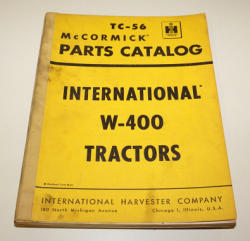 TC-56
McCORMICK
PARTS CATALOG
INTERNATIONAL
W-400
TRACTORS
INTERNATIONAL HARVESTER COMPANY
180 North Michigan Avenue Chicago 1, Illinois, U.S.A.